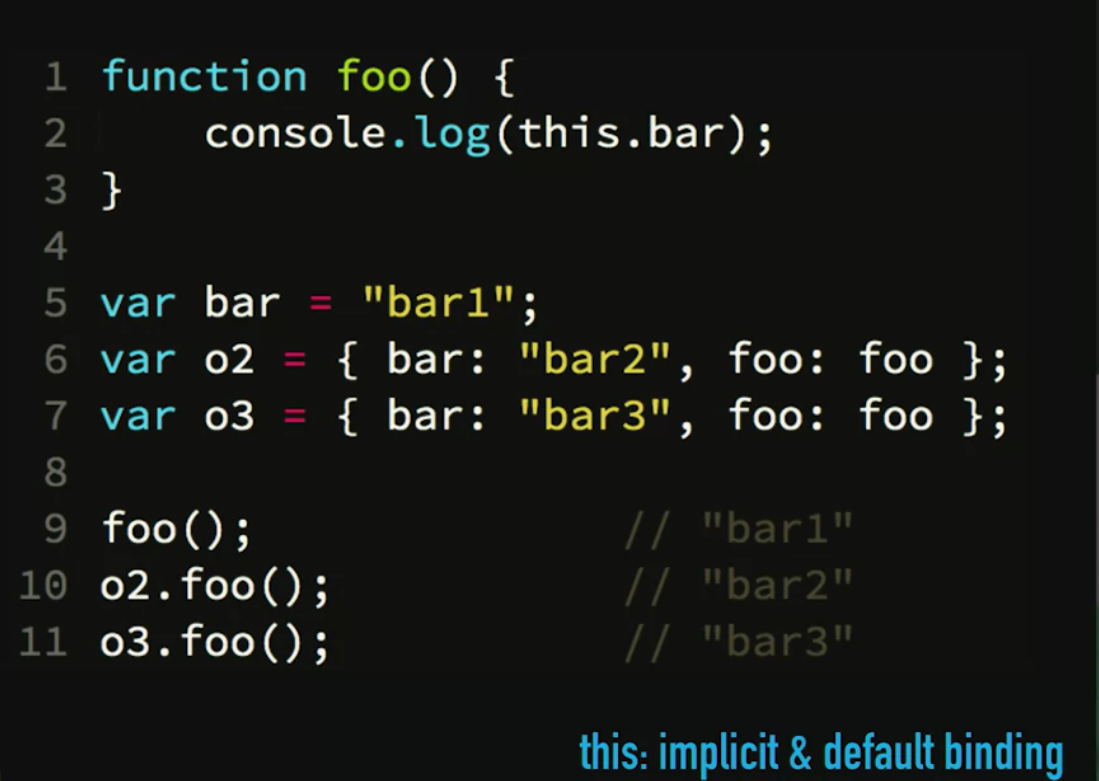 1 function foo() {
2     console.log(this.bar);
3 }
4
5 var bar = "bar1";
6 var o2 = { bar: "bar2", foo: foo };
7 var o3 = { bar: "bar3", foo: foo };
8
9 foo();                    // "bar1"
10 o2.foo();                 // "bar2"
11 o3.foo();                 // "bar3"
this: implicit & default binding